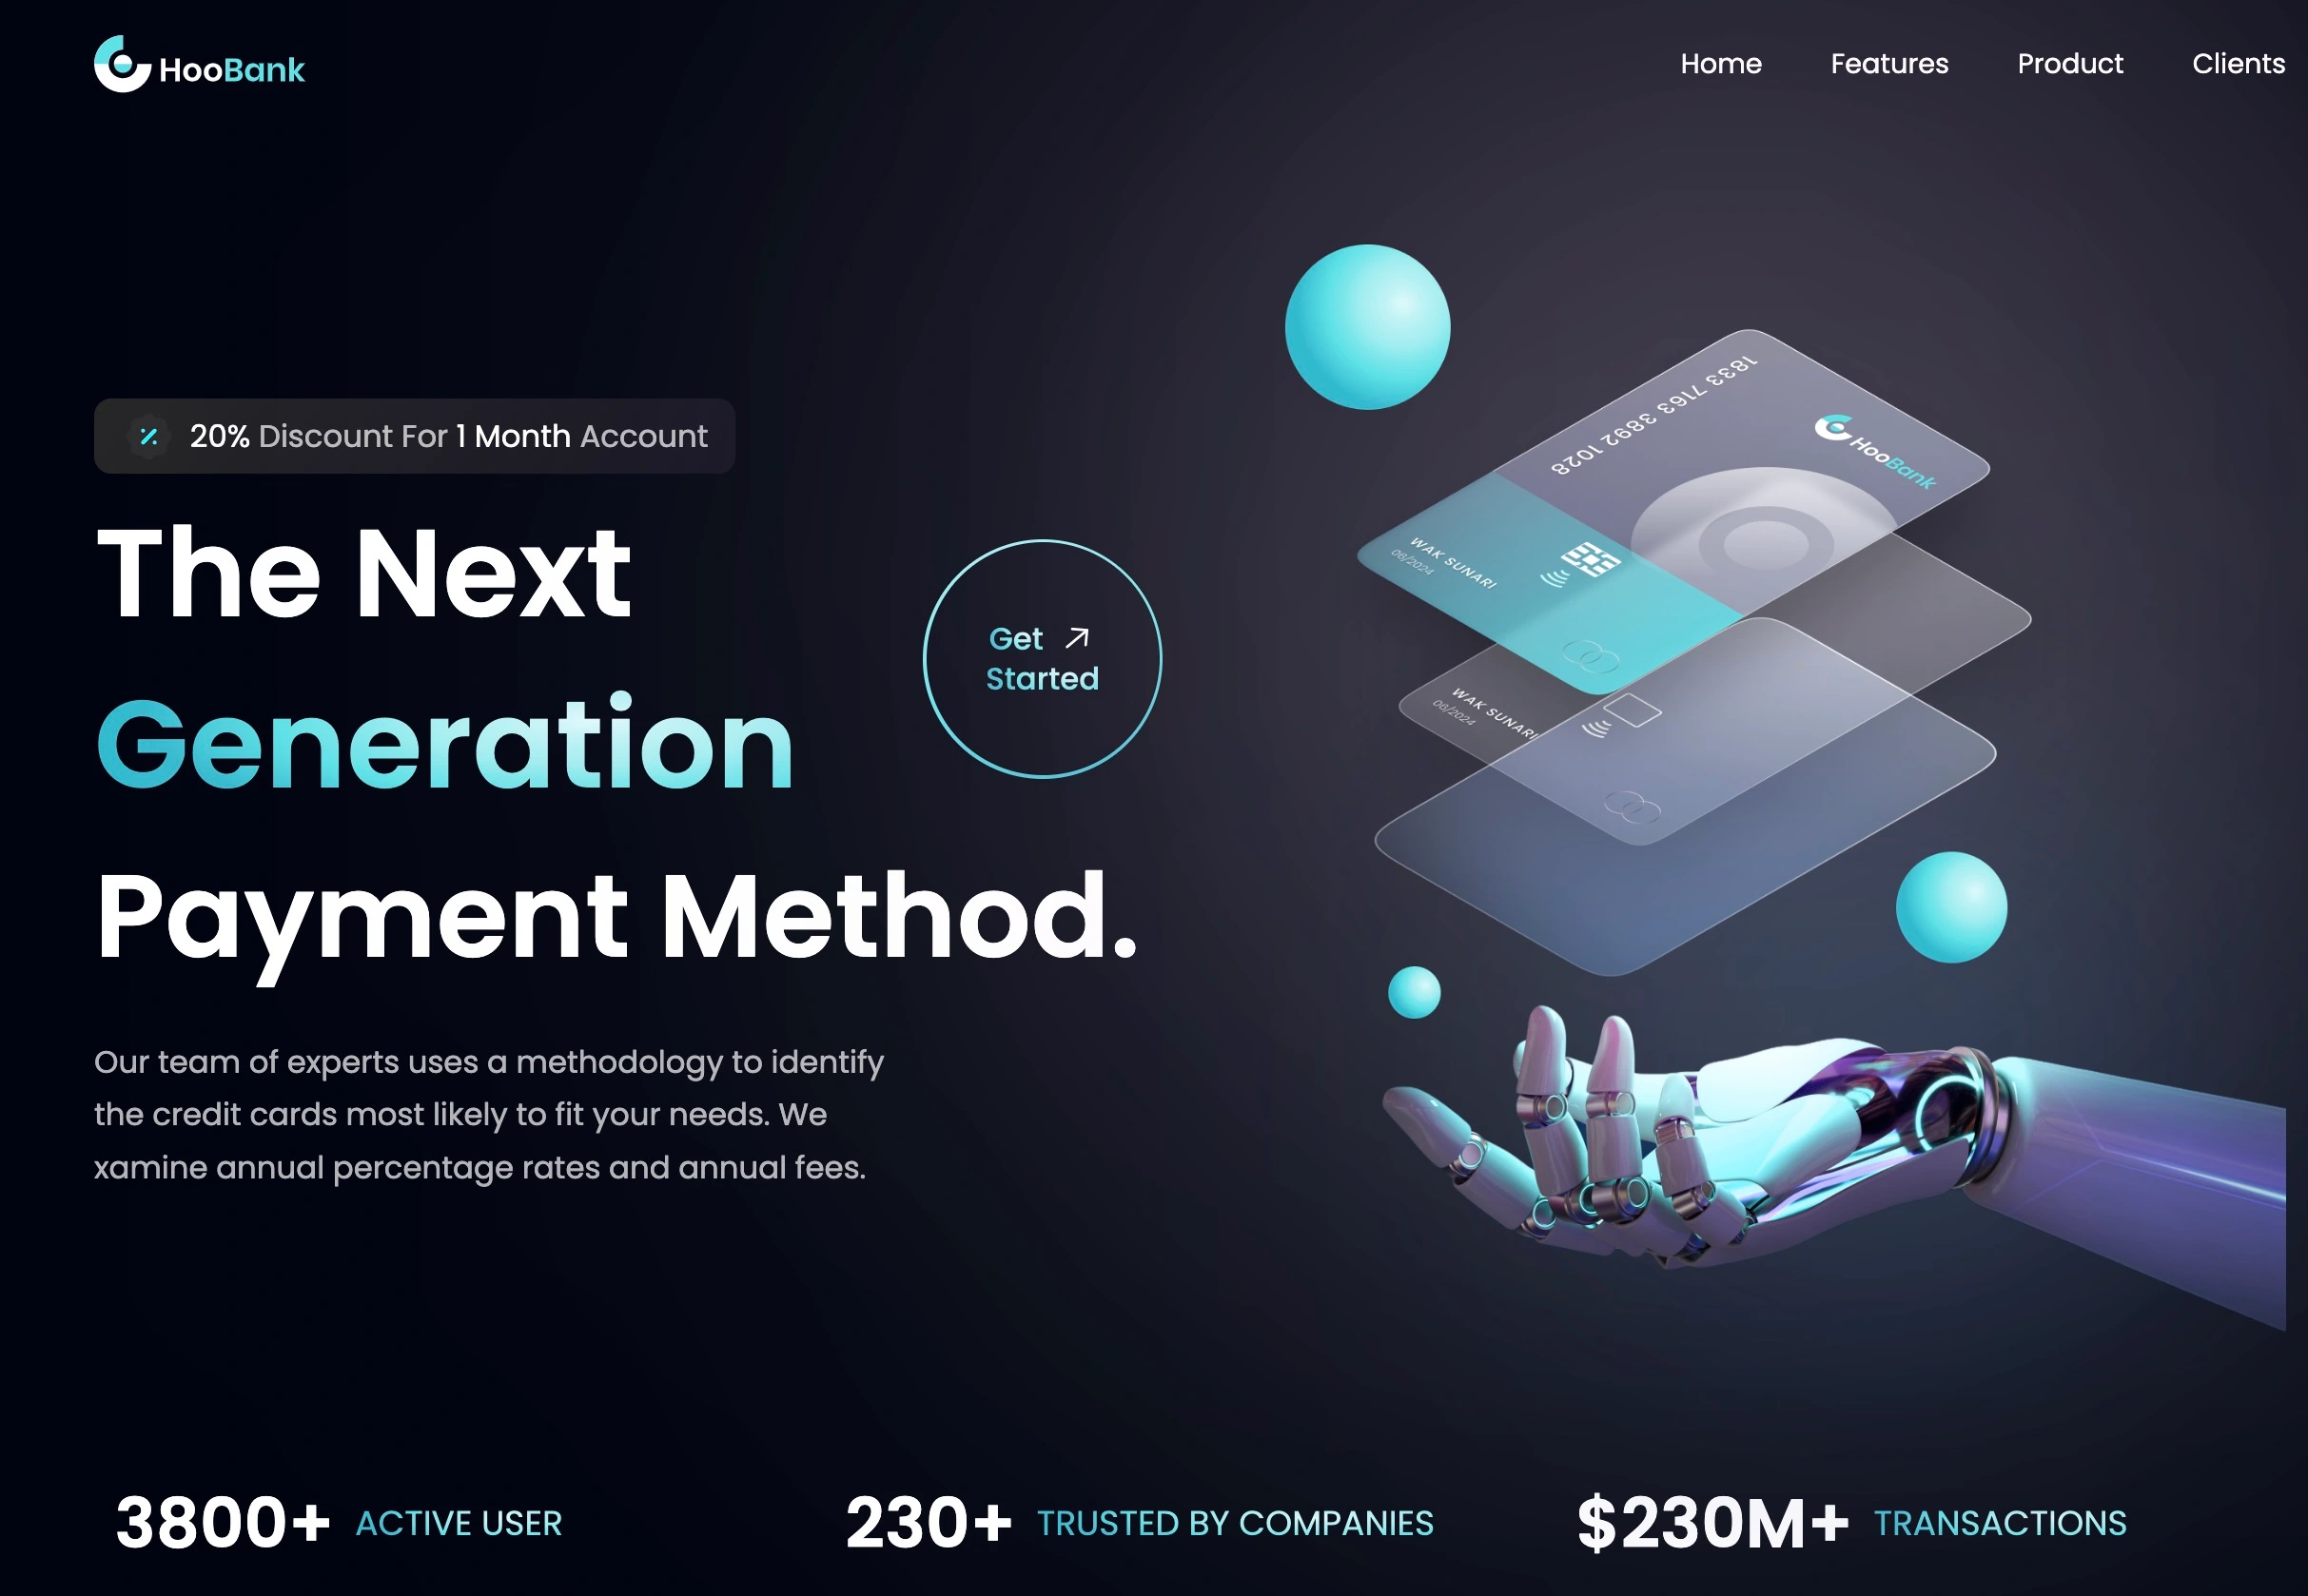 HooBank
Home Features Product Clients
20% Discount For 1 Month Account
The Next
Generation
Payment Method.
Get
Started
Our team of experts uses a methodology to identify
the credit cards most likely to fit your needs. We
xamine annual percentage rates and annual fees.
1833 7163 3892 1028
HooBank
WAK SUNARI
06/2024
WAK SUNARI
06/2024
3800+ ACTIVE USER
230+ TRUSTED BY COMPANIES
$230M+ TRANSACTIONS